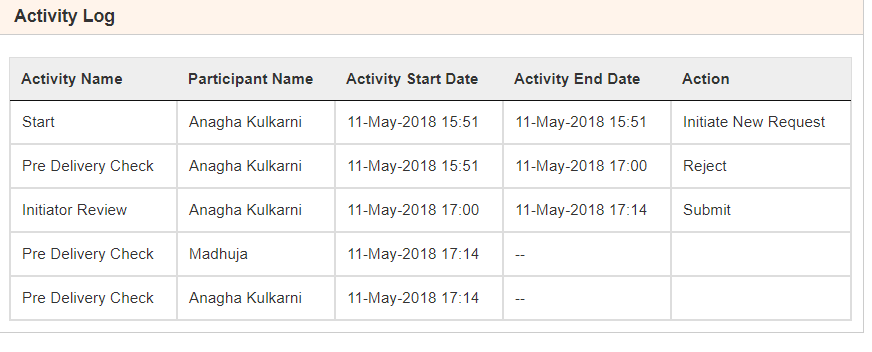 Activity Log
Activity Name Participant Name Activity Start Date Activity End Date Action
Start Anagha Kulkarni 11-May-2018 15:51 11-May-2018 15:51 Initiate New Request
Pre Delivery Check Anagha Kulkarni 11-May-2018 15:51 11-May-2018 17:00 Reject
Initiator Review Anagha Kulkarni 11-May-2018 17:00 11-May-2018 17:14 Submit
Pre Delivery Check Madhuja 11-May-2018 17:14 --
Pre Delivery Check Anagha Kulkarni 11-May-2018 17:14 --